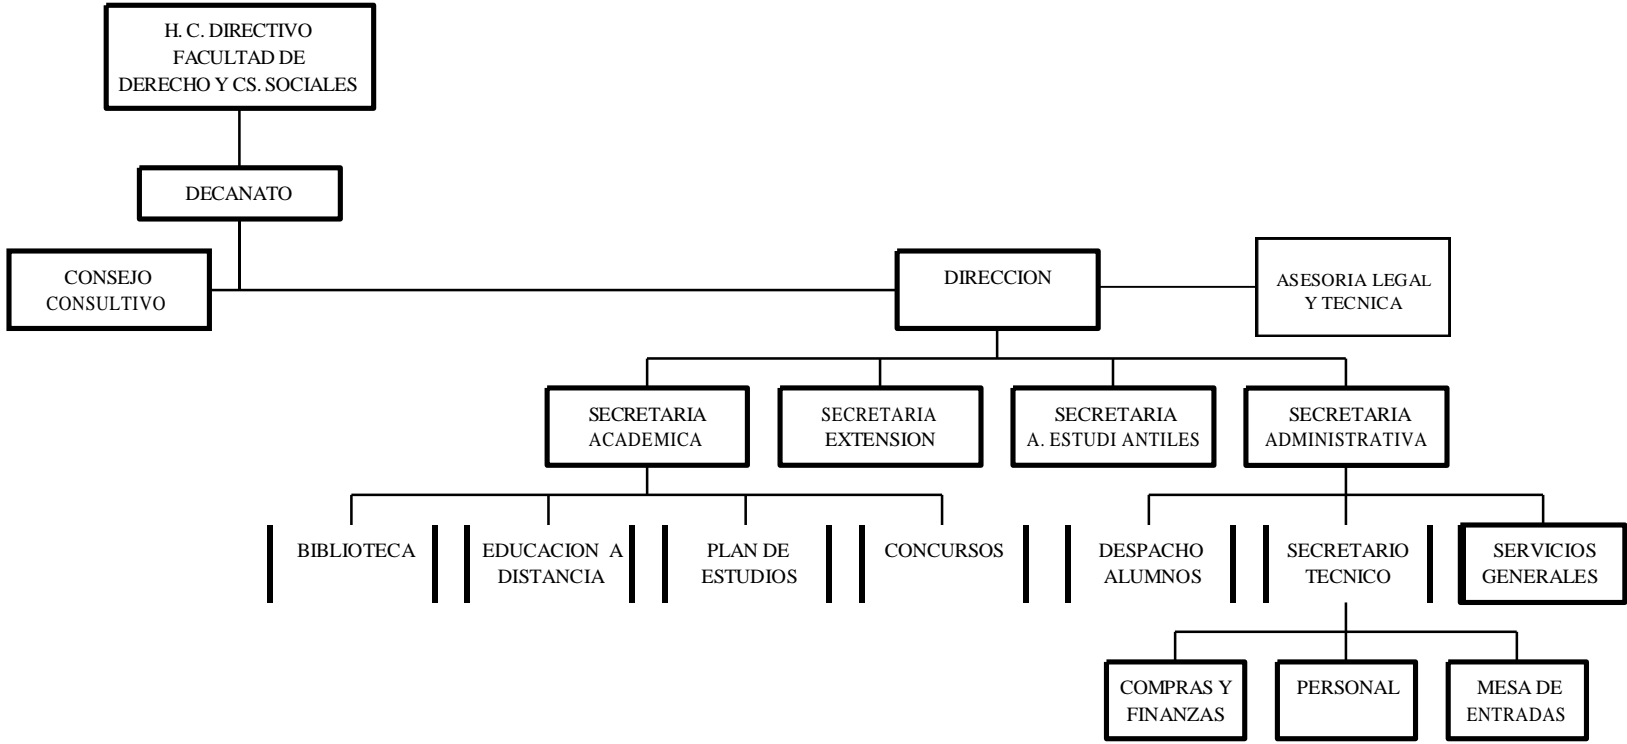 H. C. DIRECTIVO
FACULTAD DE
DERECHO Y CS. SOCIALES
DECANATO
CONSEJO
CONSULTIVO
DIRECCION
ASESORIA LEGAL
Y TECNICA
SECRETARIA
ACADEMICA
SECRETARIA
EXTENSION
SECRETARIA
A. ESTUDI ANTILES
SECRETARIA
ADMINISTRATIVA
BIBLIOTECA
EDUCACION A
DISTANCIA
PLAN DE
ESTUDIOS
CONCURSOS
DESPACHO
ALUMNOS
SECRETARIO
TECNICO
SERVICIOS
GENERALES
COMPRAS Y
FINANZAS
PERSONAL
MESA DE
ENTRADAS